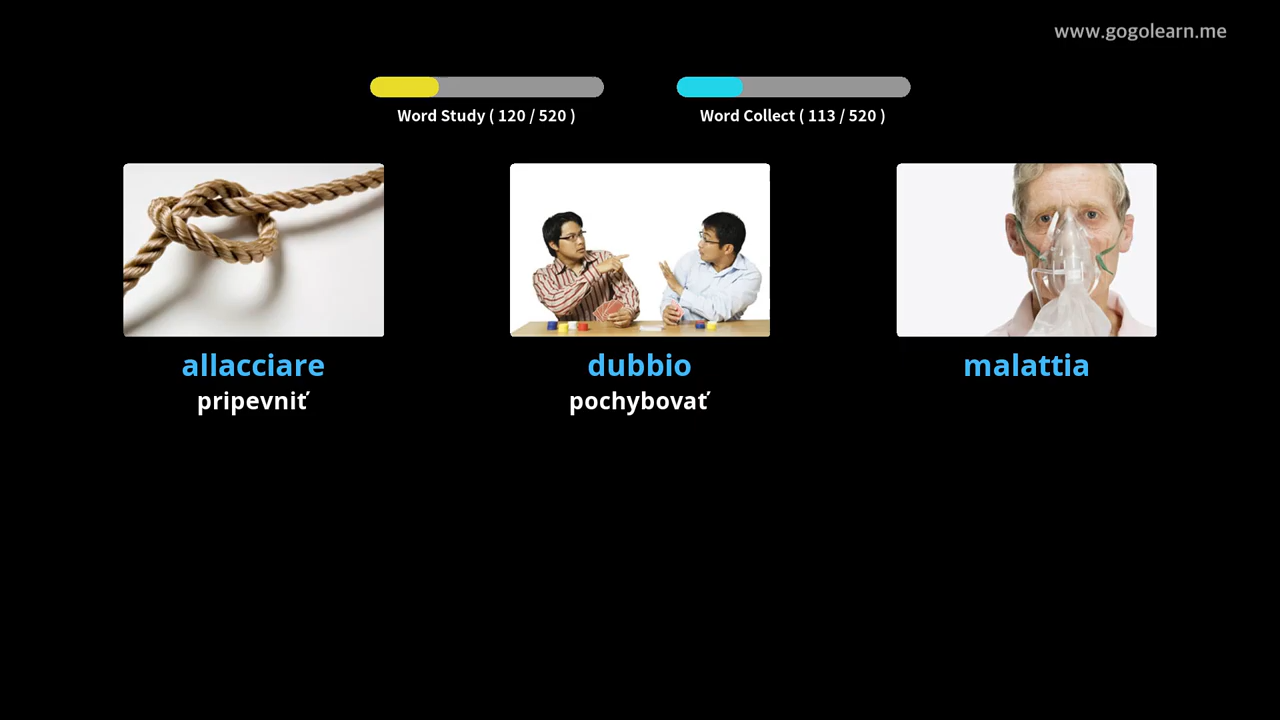 www.gogolearn.me
Word Study ( 120 / 520 )
Word Collect ( 113 / 520 )
allacciare
pripevniť
dubbio
pochybovať
malattia